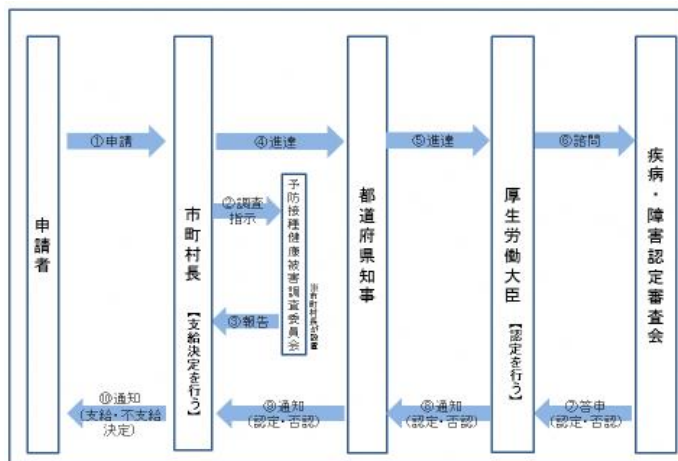 申請者
①申請
市町村長
【支給決定を行う】
④進達
②調査
指示
予防接種健康被害調査委員会
※市町村長が設置
③報告
都道府県知事
⑤進達
厚生労働大臣
【認定を行う】
⑥諮問
疾病・障害認定審査会
⑦答申
(認定・否認)
⑧通知
(認定・否認)
⑨通知
(認定・否認)
⑩通知
(支給・不支給
決定)